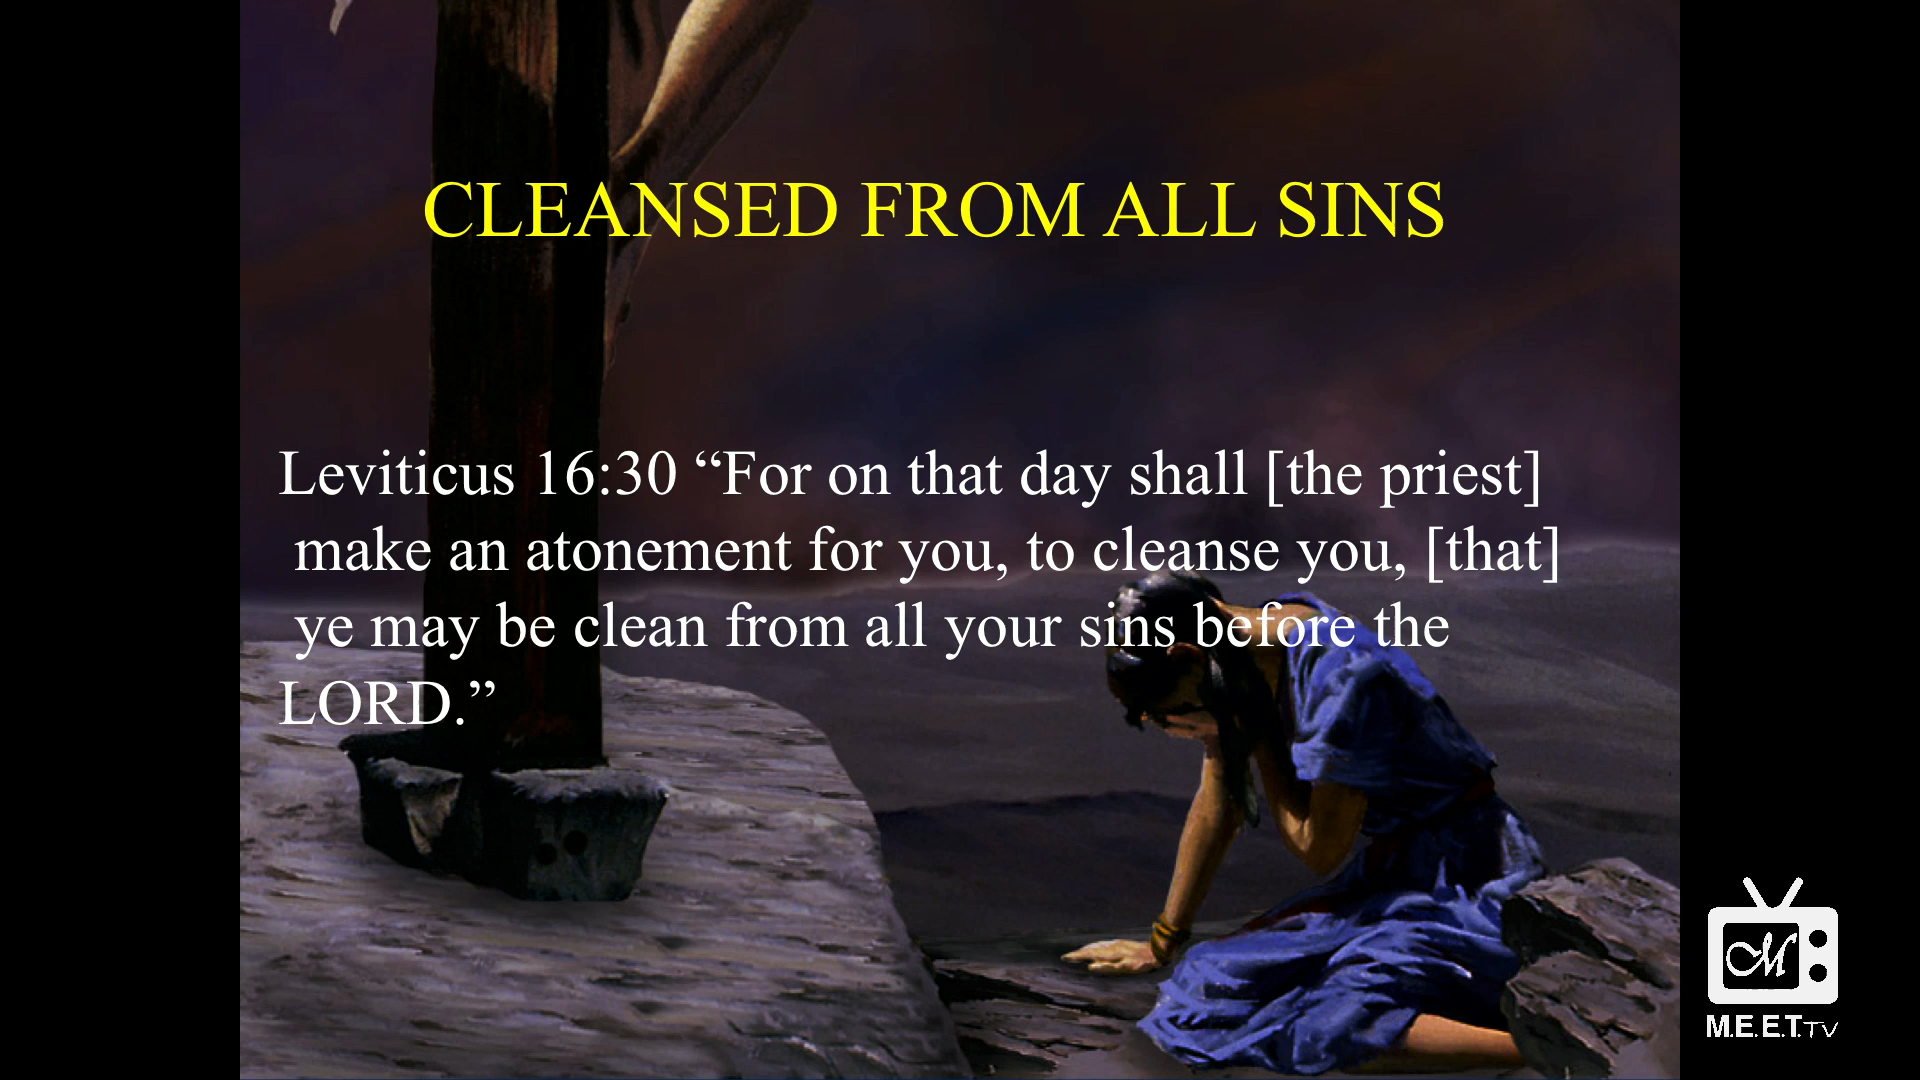 CLEANSED FROM ALL SINS
Leviticus 16:30 “For on that day shall [the priest]
make an atonement for you, to cleanse you, [that]
ye may be clean from all your sins before the
LORD.”
M
M.E.E.T.TV